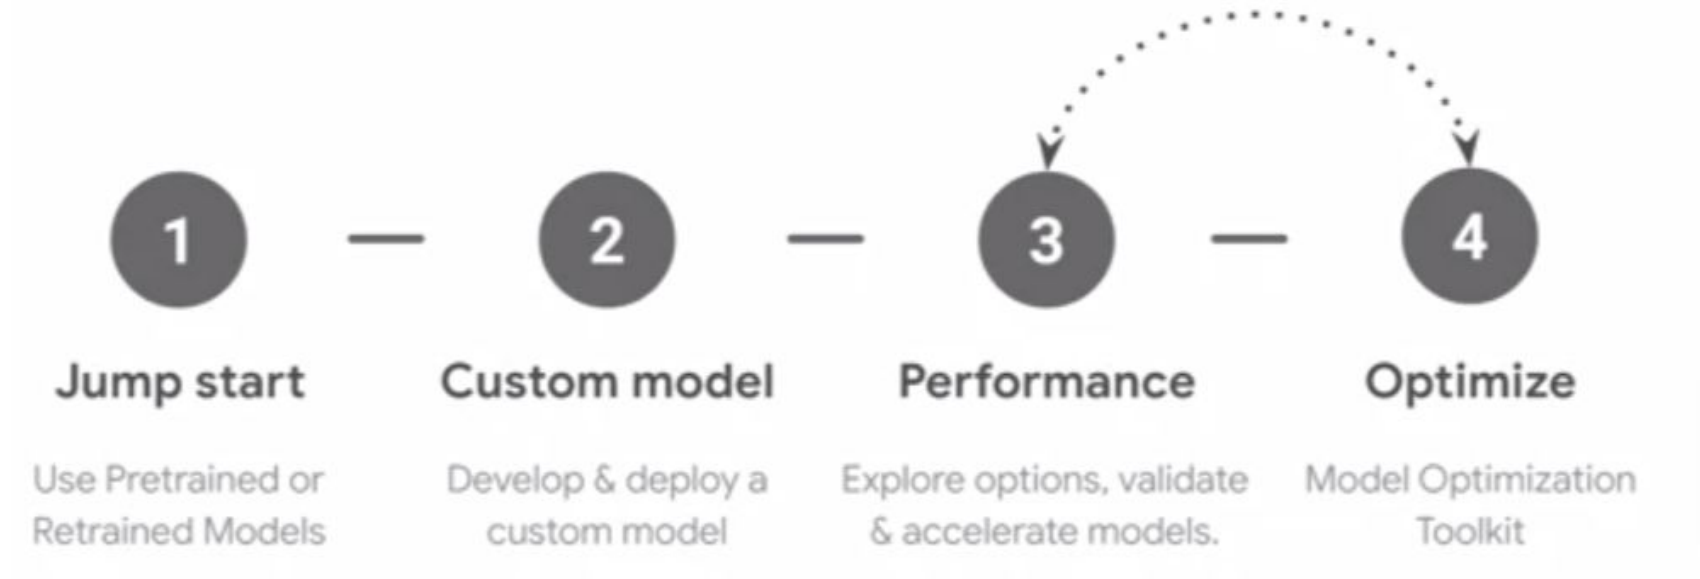 1
2
3
4
Jump start
Custom model
Performance
Optimize
Use Pretrained or
Retrained Models
Develop & deploy a
custom model
Explore options, validate
& accelerate models.
Model Optimization
Toolkit